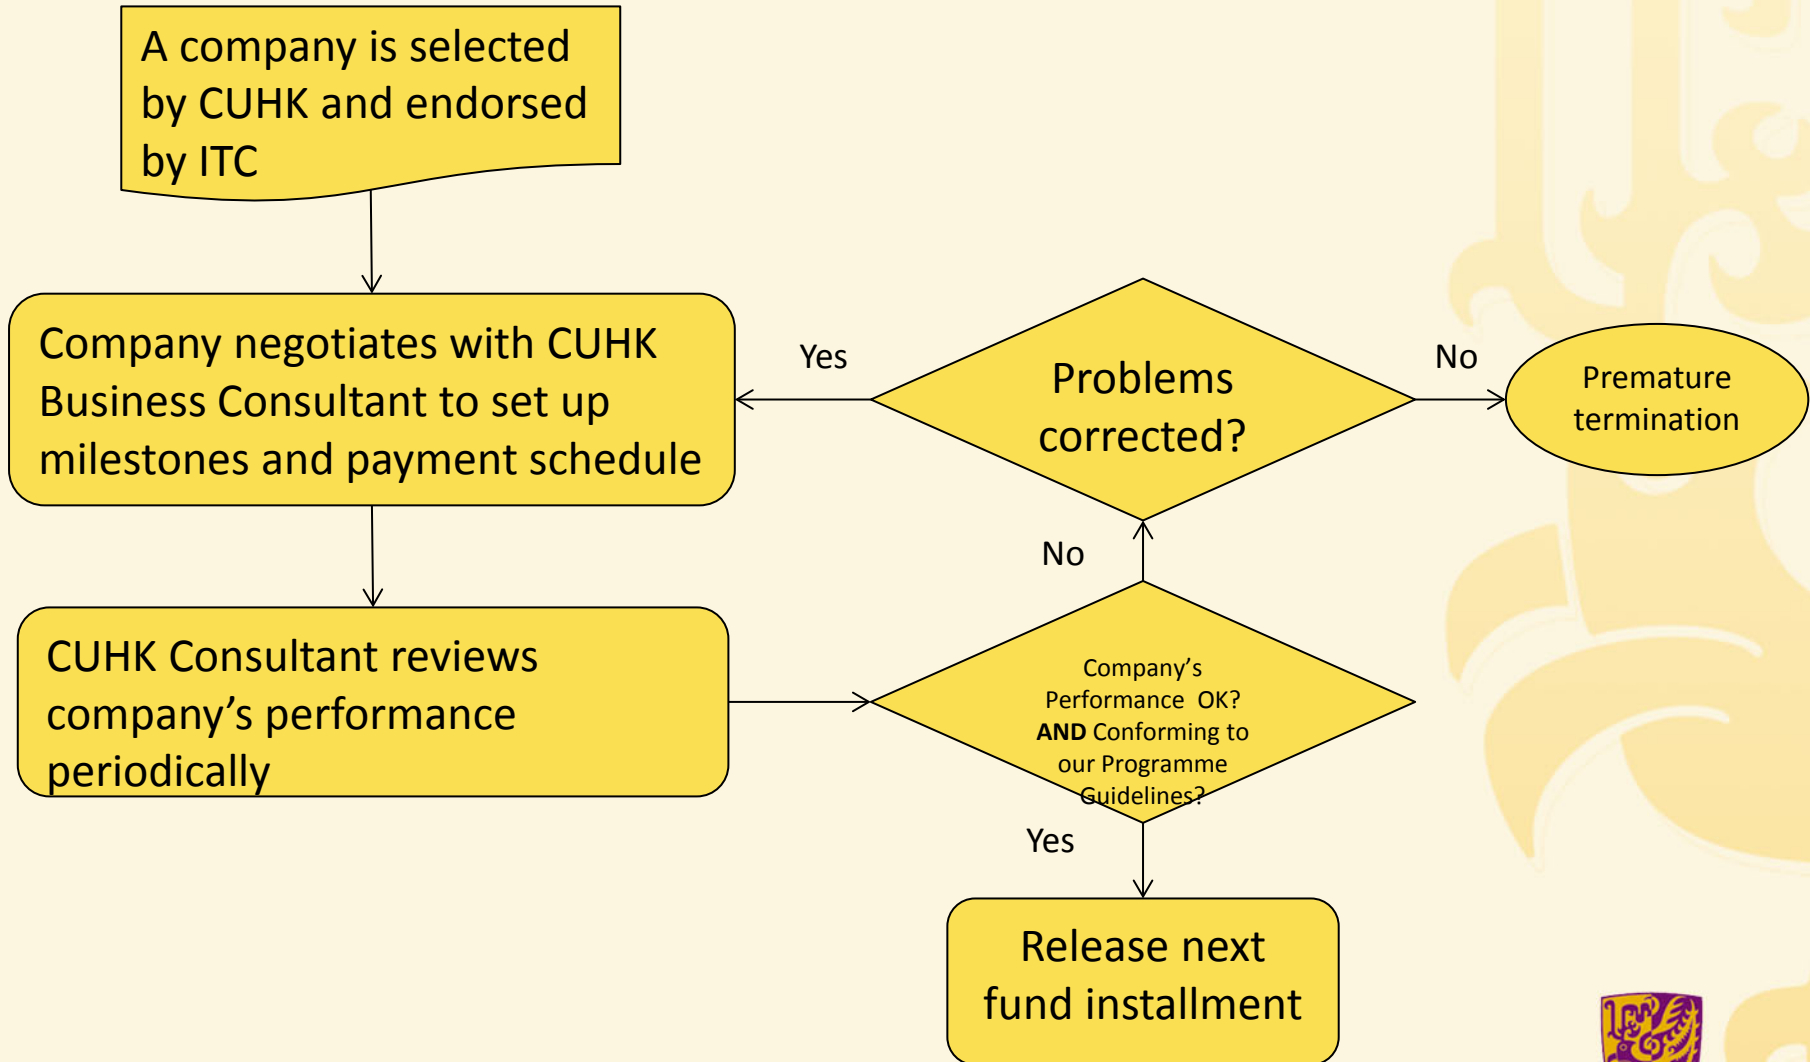 A company is selected
by CUHK and endorsed
by ITC
Company negotiates with CUHK
Business Consultant to set up
milestones and payment schedule
Yes
Problems
corrected?
No
Premature
termination
No
CUHK Consultant reviews
company’s performance
periodically
Company’s
Performance OK?
AND Conforming to
our Programme
Guidelines?
Yes
Release next
fund installment